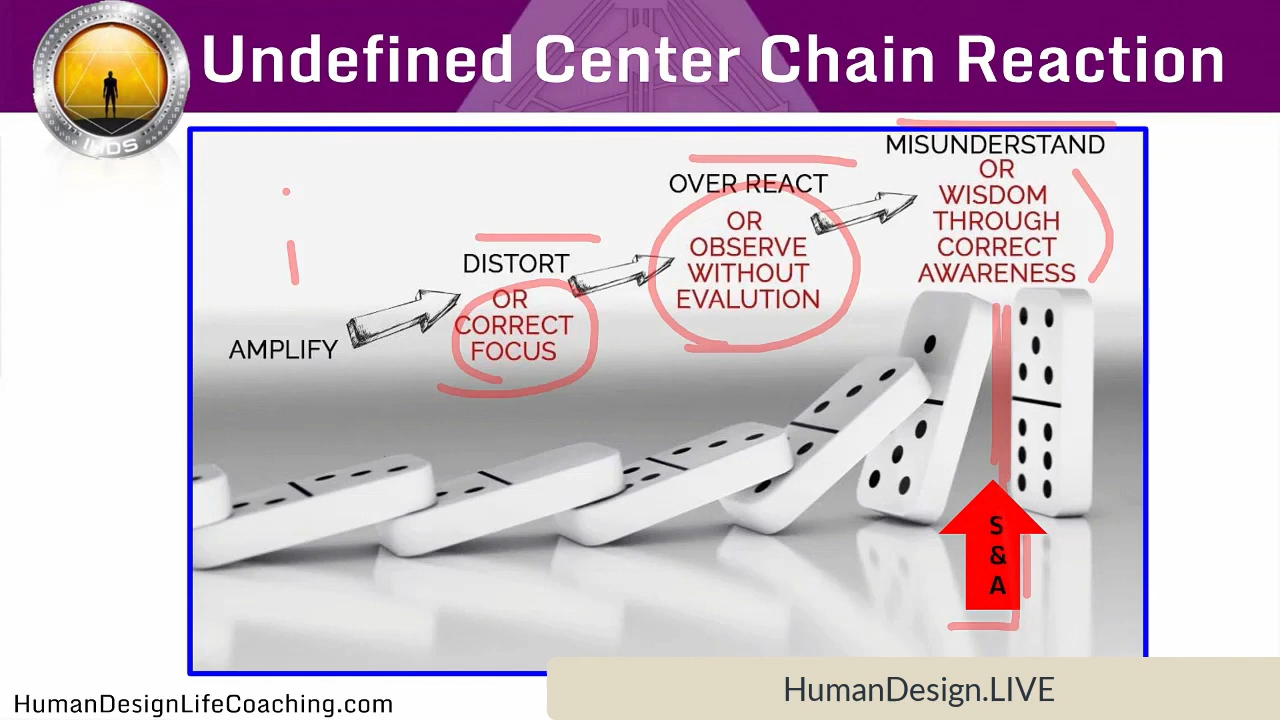 Undefined Center Chain Reaction
IHDS
MISUNDERSTAND
OR
WISDOM
THROUGH
CORRECT
AWARENESS
OVER REACT
OR
OBSERVE
WITHOUT
EVALUTION
DISTORT
OR
CORRECT
FOCUS
AMPLIFY
S
&
A
HumanDesignLifeCoaching.com
HumanDesign.LIVE